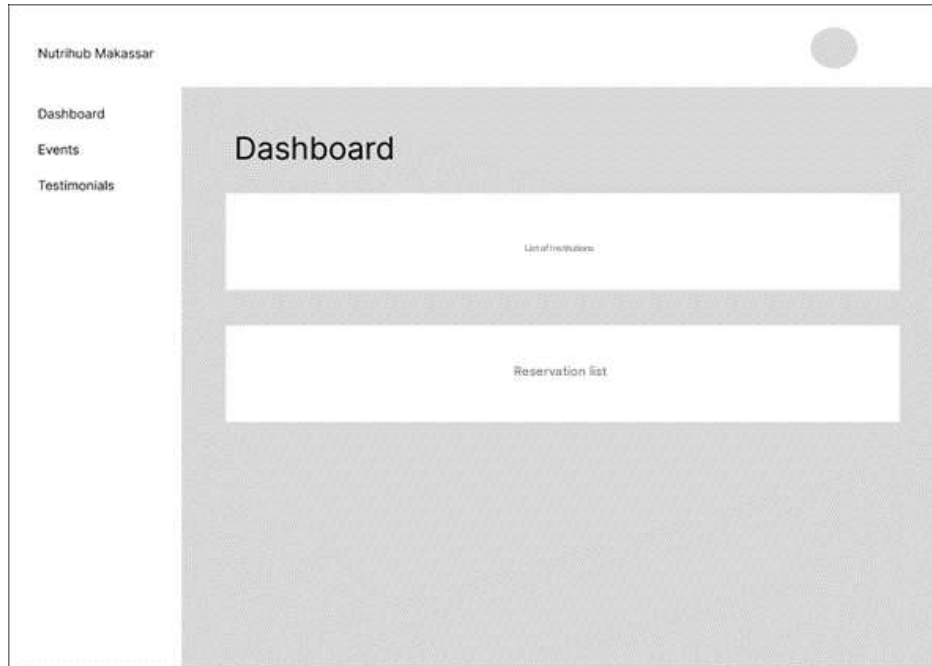 Nutrihub Makassar
Dashboard
Events
Testimonials
Dashboard
List of Institutions
Reservation list